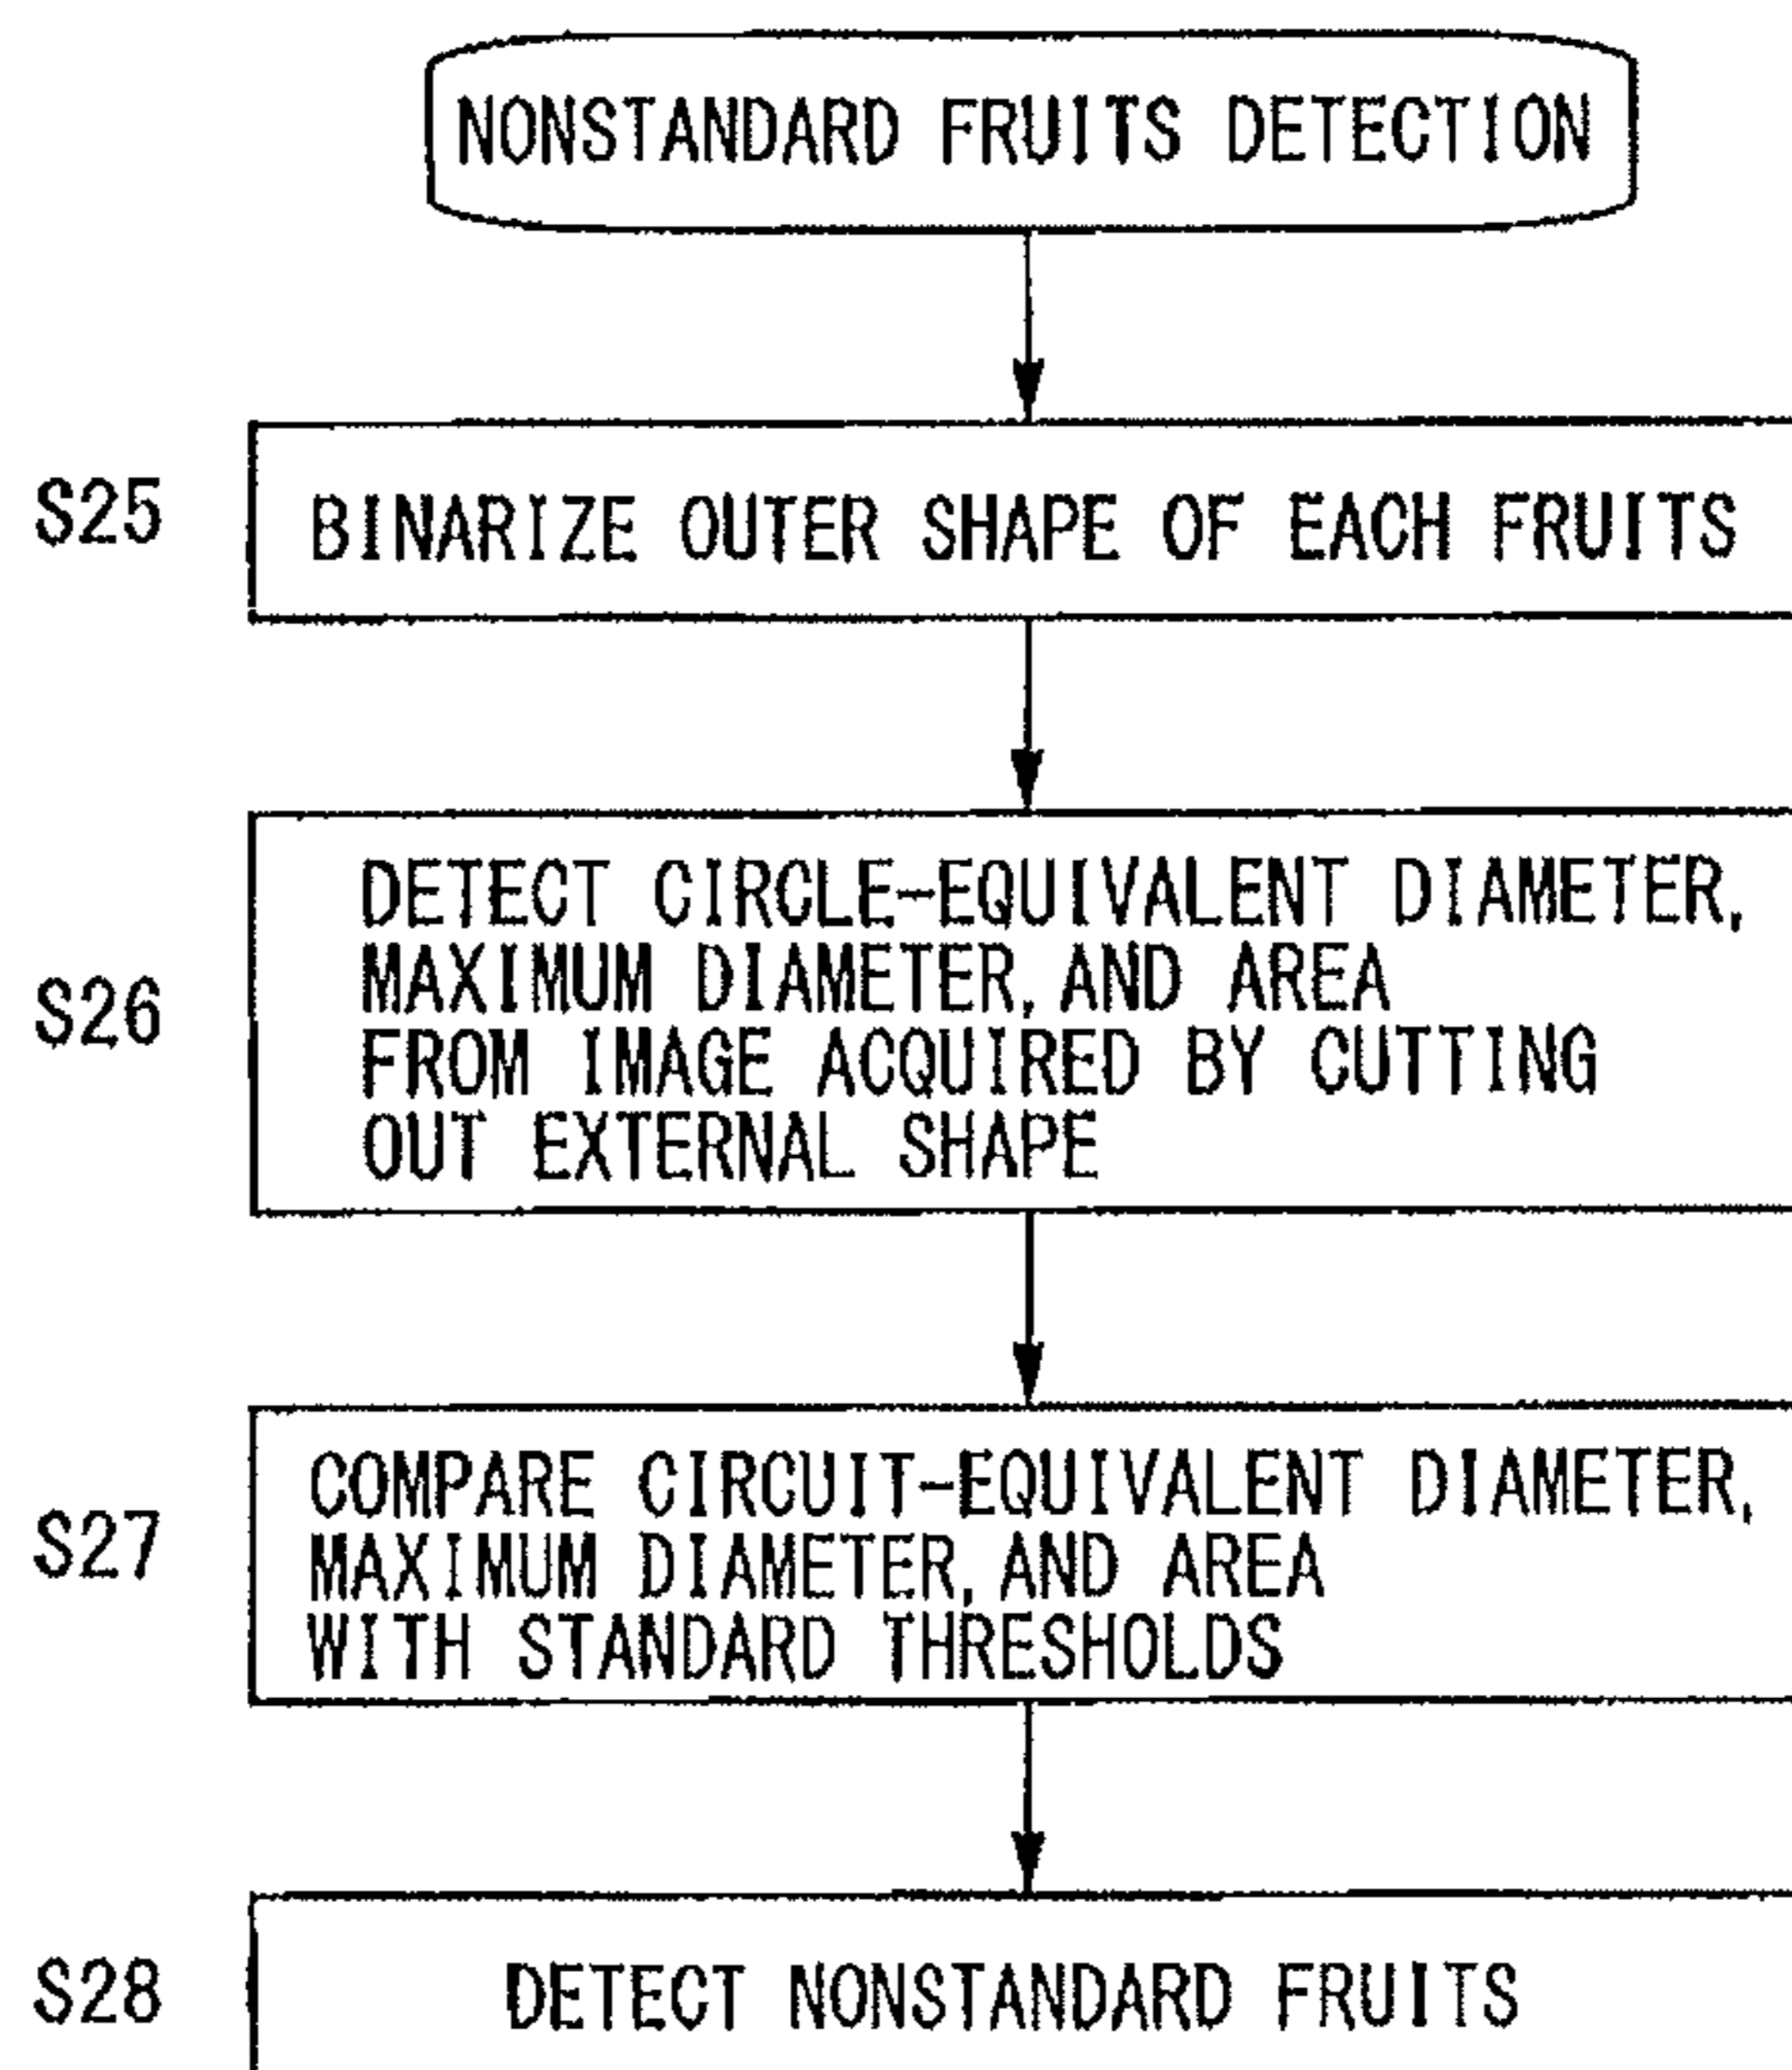 NONSTANDARD FRUITS DETECTION
S25
BINARIZE OUTER SHAPE OF EACH FRUITS
S26
DETECT CIRCLE-EQUIVALENT DIAMETER,
MAXIMUM DIAMETER, AND AREA
FROM IMAGE ACQUIRED BY CUTTING
OUT EXTERNAL SHAPE
S27
COMPARE CIRCUIT-EQUIVALENT DIAMETER,
MAXIMUM DIAMETER, AND AREA
WITH STANDARD THRESHOLDS
S28
DETECT NONSTANDARD FRUITS